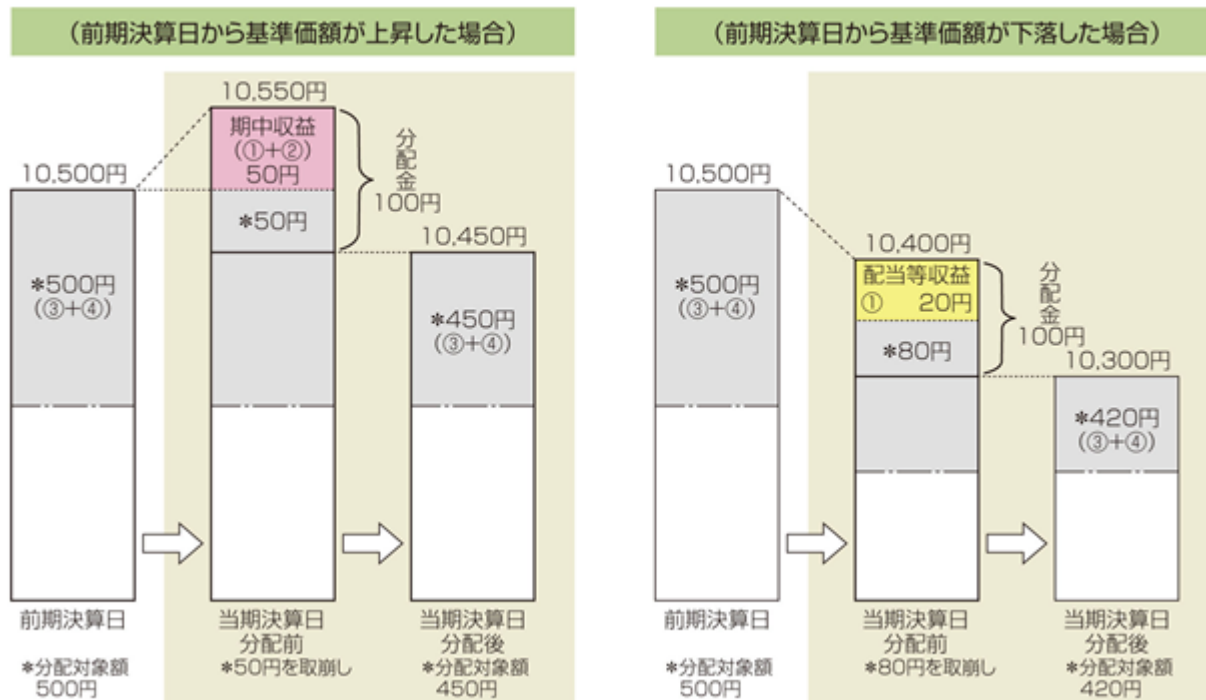 (前期決算日から基準価額が上昇した場合)
10,550円
期中収益
(①+②)
50円
分配金
100円
10,500円
*50円
10,450円
*500円
(③+④)
*450円
(③+④)
前期決算日
当期決算日
分配前
当期決算日
分配後
*分配対象額
500円
*50円を取崩し
*分配対象額
450円
(前期決算日から基準価額が下落した場合)
10,500円
10,400円
配当等収益
① 20円
分配金
100円
*500円
(③+④)
*80円
10,300円
*420円
(③+④)
前期決算日
当期決算日
分配前
当期決算日
分配後
*分配対象額
500円
*80円を取崩し
*分配対象額
420円